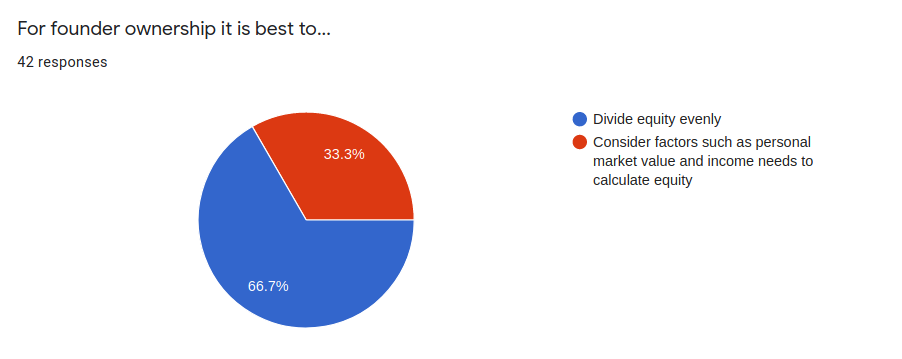 For founder ownership it is best to...
42 responses
33.3%
66.7%
Divide equity evenly
Consider factors such as personal
market value and income needs to
calculate equity